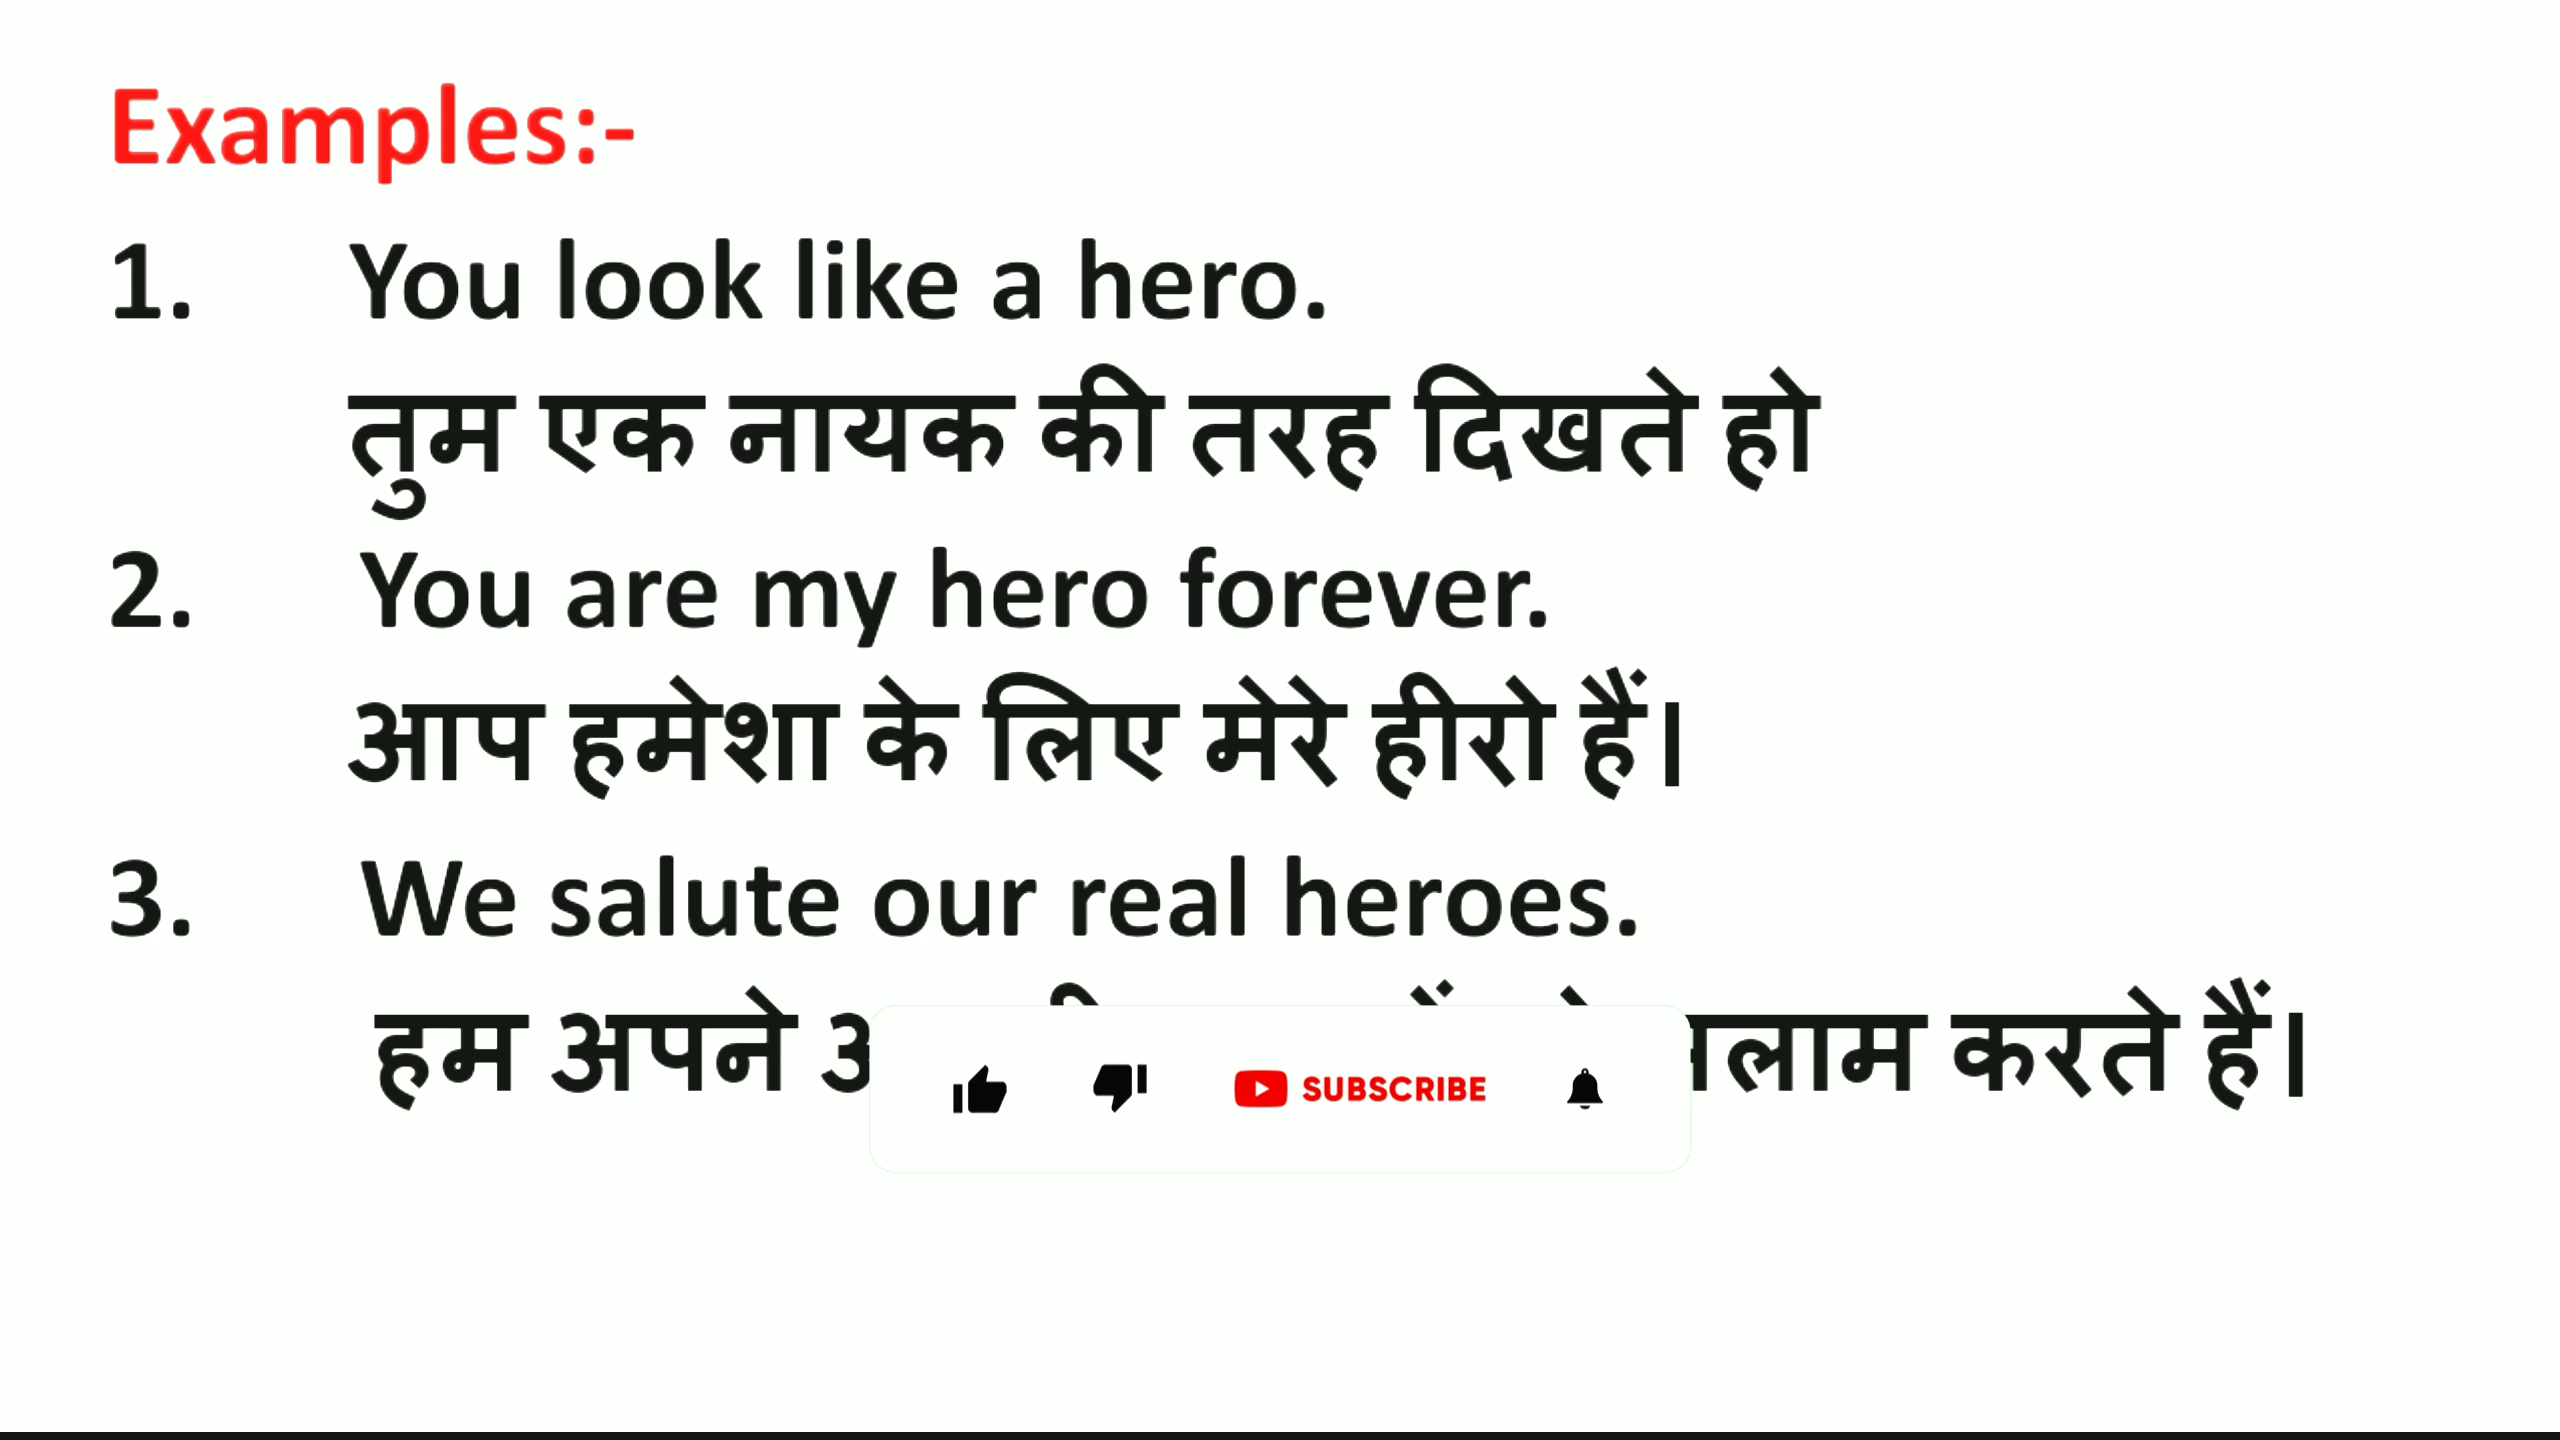 Examples:-
1. You look like a hero.
तुम एक नायक की तरह दिखते हो
2. You are my hero forever.
आप हमेशा के लिए मेरे हीरो हैं।
3. We salute our real heroes.
हम अपने करते हैं।
SUBSCRIBE